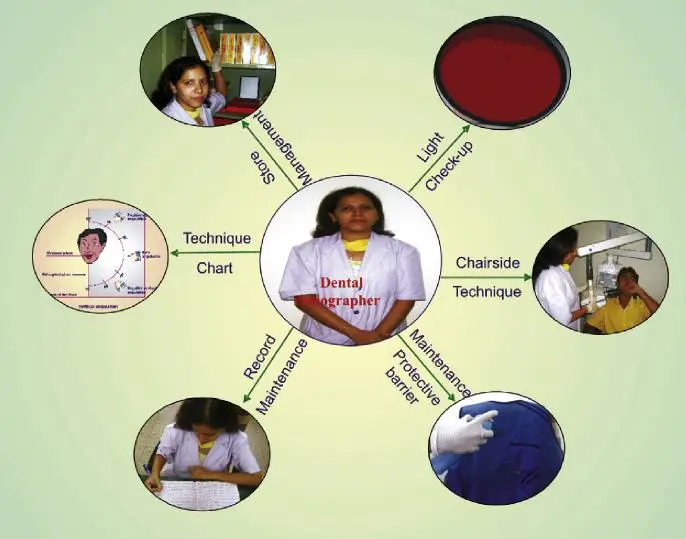 Store
Management
Light
Check-up
Technique
Chart
Dental
Radiographer
Chairside
Technique
Record
Maintenance
Maintenance
Protective
barrier